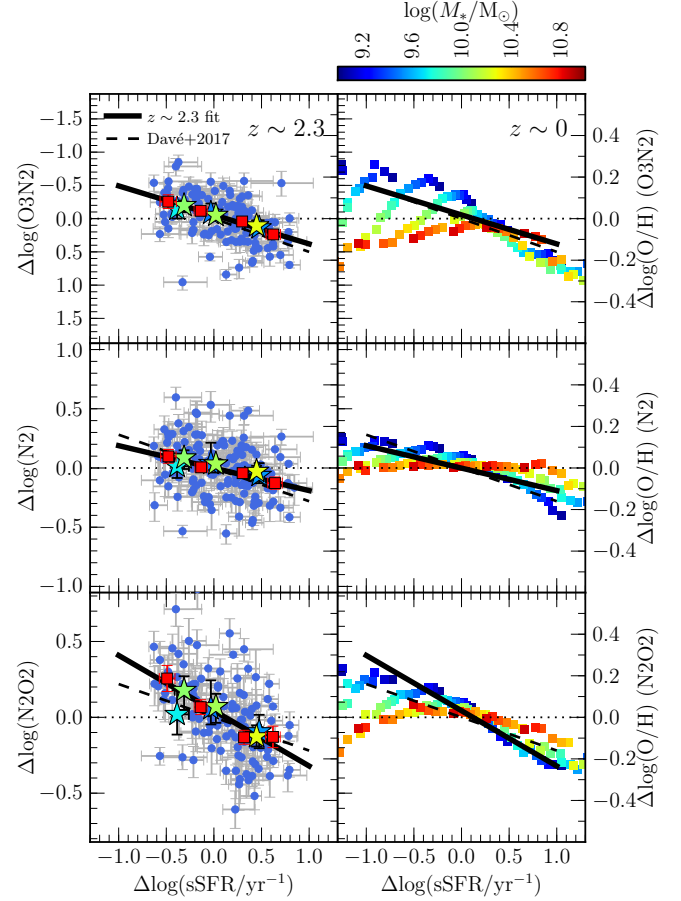 log(M*/M⊙)
9.2 9.6 10.0 10.4 10.8
z ~ 2.3 fit
Davé+2017
z ~ 2.3
z ~ 0
Δlog(O3N2)
−1.5
−1.0
−0.5
0.0
0.5
1.0
1.5
0.4
0.2
0.0
−0.2
−0.4
Δlog(O/H) (O3N2)
Δlog(N2)
1.0
0.5
0.0
−0.5
−1.0
0.4
0.2
0.0
−0.2
−0.4
Δlog(O/H) (N2)
Δlog(N2O2)
0.5
0.0
−0.5
0.4
0.2
0.0
−0.2
−0.4
Δlog(O/H) (N2O2)
−1.0 −0.5 0.0 0.5 1.0
−1.0 −0.5 0.0 0.5 1.0
Δlog(sSFR/yr⁻¹)
Δlog(sSFR/yr⁻¹)